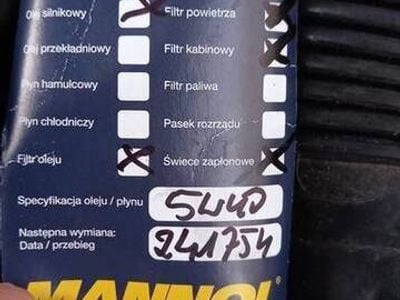 Olej silnikowy Filtr powietrza
Olej przekładniowy Filtr kabinowy
Płyn hamulcowy Filtr paliwa
Płyn chłodniczy Pasek rozrządu
Filtr oleju Świece zapłonowe
Specyfikacja oleju / płynu 5W40
Następna wymiana:
Data / przebieg 241754
MANNOL